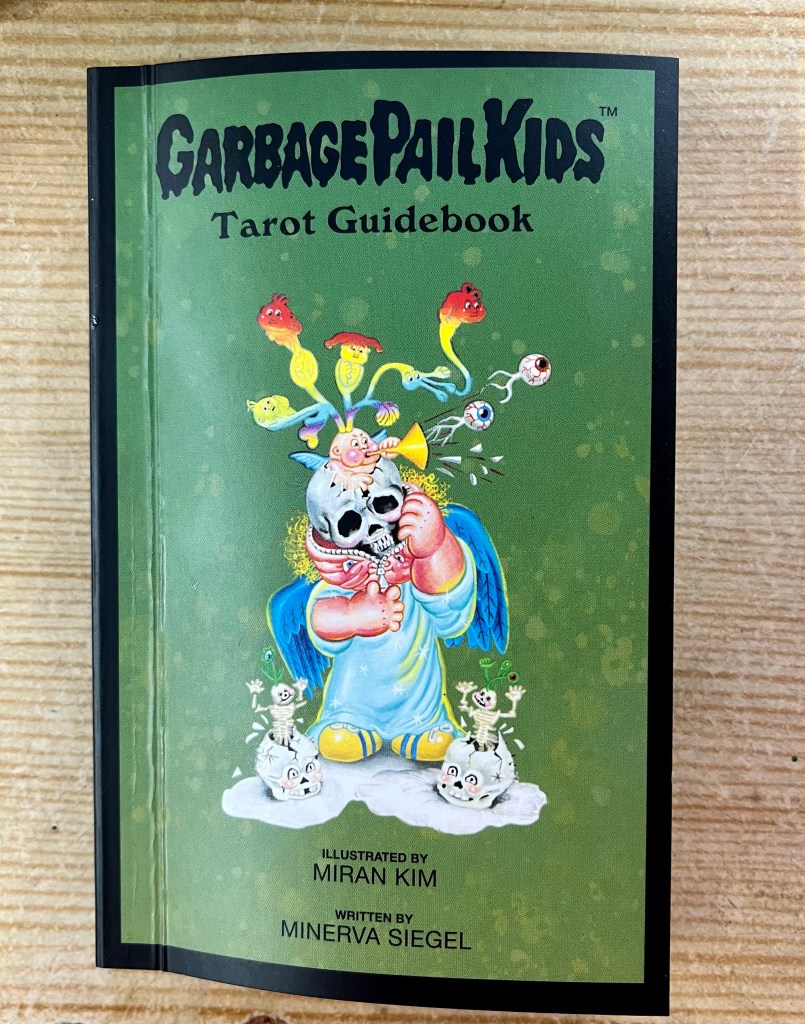 GARBAGE PAIL KIDS™
Tarot Guidebook
ILLUSTRATED BY
MIRAN KIM
WRITTEN BY
MINERVA SIEGEL